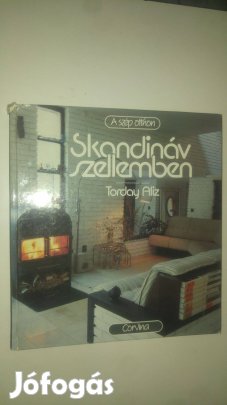 A szép otthon
Skandináv
szellemben
Torday Aliz
Corvina
Jófogás